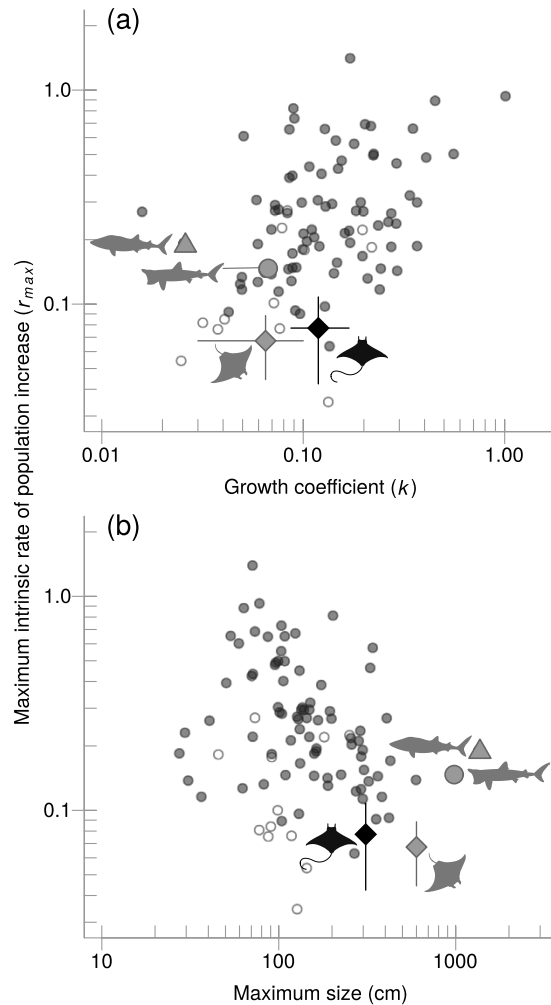 (a)
1.0
0.1
0.01
0.10
1.00
Growth coefficient (k)
Maximum intrinsic rate of population increase (rmax)
(b)
1.0
0.1
10
100
1000
Maximum size (cm)